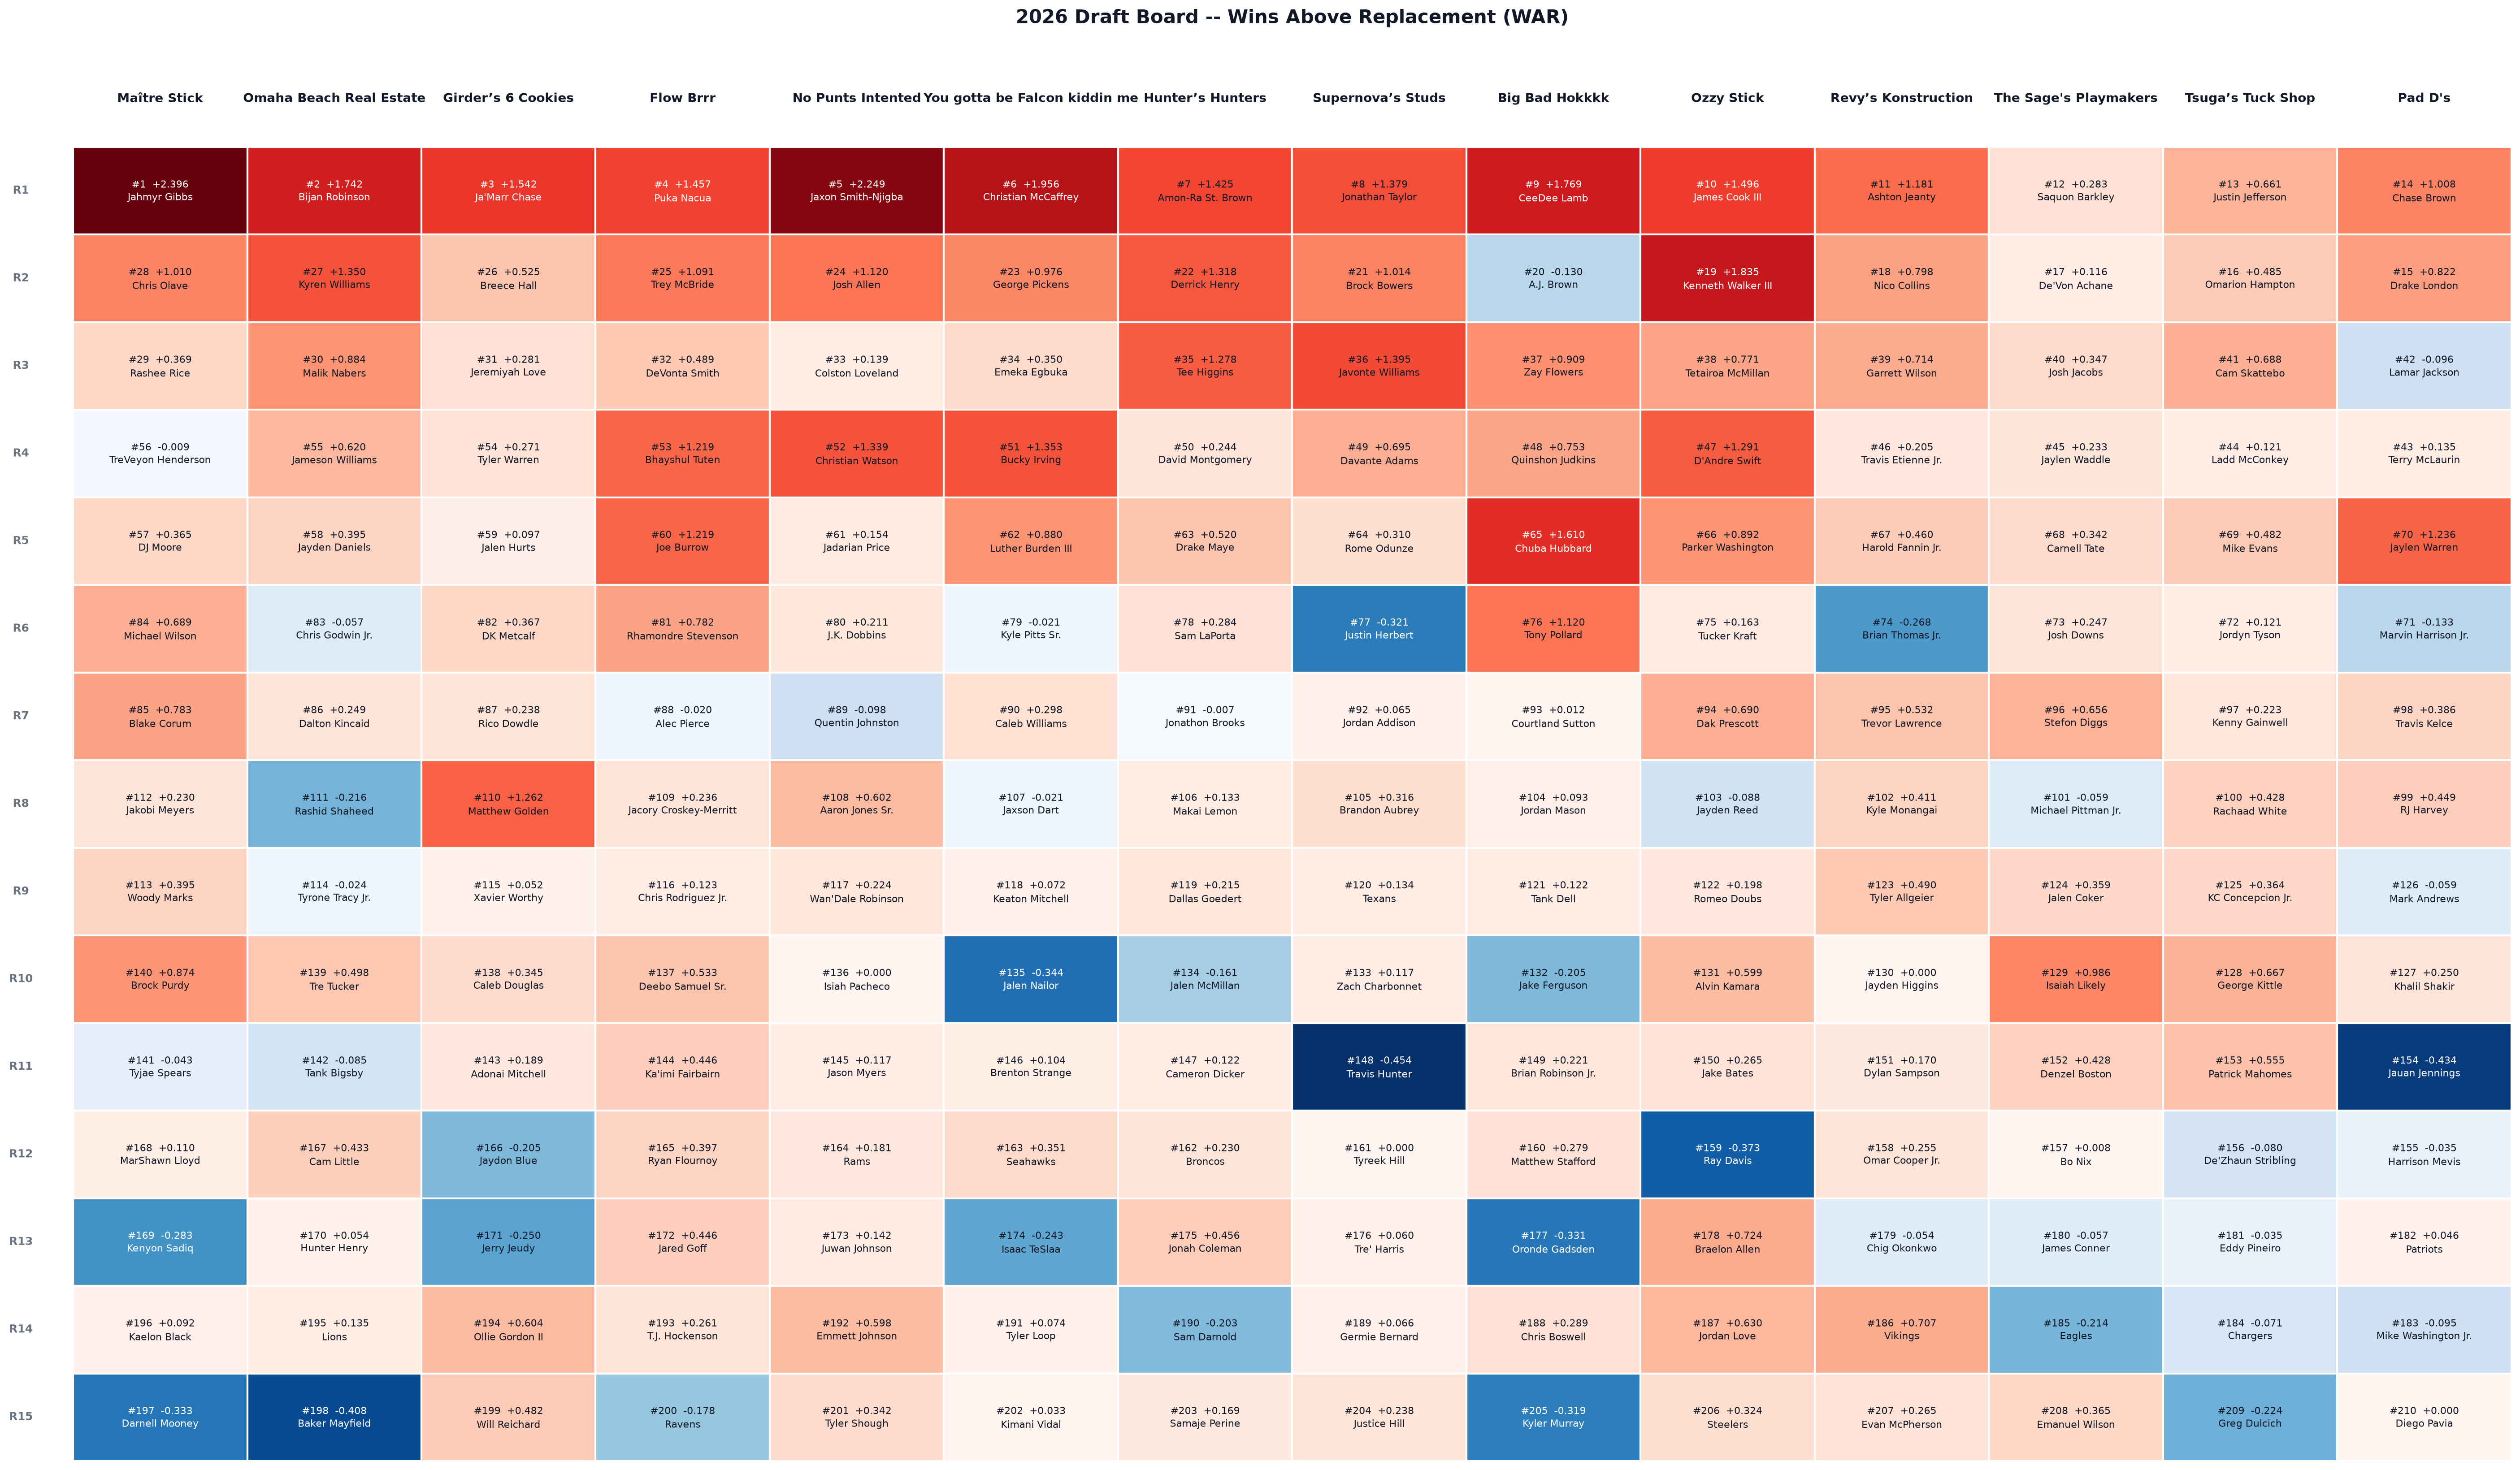 2026 Draft Board -- Wins Above Replacement (WAR)
Maître Stick
Omaha Beach Real Estate
Girder’s 6 Cookies
Flow Brrr
No Punts Intented
You gotta be Falcon kiddin me
Hunter’s Hunters
Supernova’s Studs
Big Bad Hokkkk
Ozzy Stick
Revy’s Konstruction
The Sage's Playmakers
Tsuga’s Tuck Shop
Pad D's
R1
#1 +2.396
Jahmyr Gibbs
#2 +1.742
Bijan Robinson
#3 +1.542
Ja'Marr Chase
#4 +1.457
Puka Nacua
#5 +2.249
Jaxon Smith-Njigba
#6 +1.956
Christian McCaffrey
#7 +1.425
Amon-Ra St. Brown
#8 +1.379
Jonathan Taylor
#9 +1.769
CeeDee Lamb
#10 +1.496
James Cook III
#11 +1.181
Ashton Jeanty
#12 +0.283
Saquon Barkley
#13 +0.661
Justin Jefferson
#14 +1.008
Chase Brown
R2
#28 +1.010
Chris Olave
#27 +1.350
Kyren Williams
#26 +0.525
Breece Hall
#25 +1.091
Trey McBride
#24 +1.120
Josh Allen
#23 +0.976
George Pickens
#22 +1.318
Derrick Henry
#21 +1.014
Brock Bowers
#20 -0.130
A.J. Brown
#19 +1.835
Kenneth Walker III
#18 +0.798
Nico Collins
#17 +0.116
De'Von Achane
#16 +0.485
Omarion Hampton
#15 +0.822
Drake London
R3
#29 +0.369
Rashee Rice
#30 +0.884
Malik Nabers
#31 +0.281
Jeremiyah Love
#32 +0.489
DeVonta Smith
#33 +0.139
Colston Loveland
#34 +0.350
Emeka Egbuka
#35 +1.278
Tee Higgins
#36 +1.395
Javonte Williams
#37 +0.909
Zay Flowers
#38 +0.771
Tetairoa McMillan
#39 +0.714
Garrett Wilson
#40 +0.347
Josh Jacobs
#41 +0.688
Cam Skattebo
#42 -0.096
Lamar Jackson
R4
#56 -0.009
TreVeyon Henderson
#55 +0.620
Jameson Williams
#54 +0.271
Tyler Warren
#53 +1.219
Bhayshul Tuten
#52 +1.339
Christian Watson
#51 +1.353
Bucky Irving
#50 +0.244
David Montgomery
#49 +0.695
Davante Adams
#48 +0.753
Quinshon Judkins
#47 +1.291
D'Andre Swift
#46 +0.205
Travis Etienne Jr.
#45 +0.233
Jaylen Waddle
#44 +0.121
Ladd McConkey
#43 +0.135
Terry McLaurin
R5
#57 +0.365
DJ Moore
#58 +0.395
Jayden Daniels
#59 +0.097
Jalen Hurts
#60 +1.219
Joe Burrow
#61 +0.154
Jadarian Price
#62 +0.880
Luther Burden III
#63 +0.520
Drake Maye
#64 +0.310
Rome Odunze
#65 +1.610
Chuba Hubbard
#66 +0.892
Parker Washington
#67 +0.460
Harold Fannin Jr.
#68 +0.342
Carnell Tate
#69 +0.482
Mike Evans
#70 +1.236
Jaylen Warren
R6
#84 +0.689
Michael Wilson
#83 -0.057
Chris Godwin Jr.
#82 +0.367
DK Metcalf
#81 +0.782
Rhamondre Stevenson
#80 +0.211
J.K. Dobbins
#79 -0.021
Kyle Pitts Sr.
#78 +0.284
Sam LaPorta
#77 -0.321
Justin Herbert
#76 +1.120
Tony Pollard
#75 +0.163
Tucker Kraft
#74 -0.268
Brian Thomas Jr.
#73 +0.247
Josh Downs
#72 +0.121
Jordyn Tyson
#71 -0.133
Marvin Harrison Jr.
R7
#85 +0.783
Blake Corum
#86 +0.249
Dalton Kincaid
#87 +0.238
Rico Dowdle
#88 -0.020
Alec Pierce
#89 -0.098
Quentin Johnston
#90 +0.298
Caleb Williams
#91 -0.007
Jonathon Brooks
#92 +0.065
Jordan Addison
#93 +0.012
Courtland Sutton
#94 +0.690
Dak Prescott
#95 +0.532
Trevor Lawrence
#96 +0.656
Stefon Diggs
#97 +0.223
Kenny Gainwell
#98 +0.386
Travis Kelce
R8
#112 +0.230
Jakobi Meyers
#111 -0.216
Rashid Shaheed
#110 +1.262
Matthew Golden
#109 +0.236
Jacory Croskey-Merritt
#108 +0.602
Aaron Jones Sr.
#107 -0.021
Jaxson Dart
#106 +0.133
Makai Lemon
#105 +0.316
Brandon Aubrey
#104 +0.093
Jordan Mason
#103 -0.088
Jayden Reed
#102 +0.411
Kyle Monangai
#101 -0.059
Michael Pittman Jr.
#100 +0.428
Rachaad White
#99 +0.449
RJ Harvey
R9
#113 +0.395
Woody Marks
#114 -0.024
Tyrone Tracy Jr.
#115 +0.052
Xavier Worthy
#116 +0.123
Chris Rodriguez Jr.
#117 +0.224
Wan'Dale Robinson
#118 +0.072
Keaton Mitchell
#119 +0.215
Dallas Goedert
#120 +0.134
Texans
#121 +0.122
Tank Dell
#122 +0.198
Romeo Doubs
#123 +0.490
Tyler Allgeier
#124 +0.359
Jalen Coker
#125 +0.364
KC Concepcion Jr.
#126 -0.059
Mark Andrews
R10
#140 +0.874
Brock Purdy
#139 +0.498
Tre Tucker
#138 +0.345
Caleb Douglas
#137 +0.533
Deebo Samuel Sr.
#136 +0.000
Isiah Pacheco
#135 -0.344
Jalen Nailor
#134 -0.161
Jalen McMillan
#133 +0.117
Zach Charbonnet
#132 -0.205
Jake Ferguson
#131 +0.599
Alvin Kamara
#130 +0.000
Jayden Higgins
#129 +0.986
Isaiah Likely
#128 +0.667
George Kittle
#127 +0.250
Khalil Shakir
R11
#141 -0.043
Tyjae Spears
#142 -0.085
Tank Bigsby
#143 +0.189
Adonai Mitchell
#144 +0.446
Ka'imi Fairbairn
#145 +0.117
Jason Myers
#146 +0.104
Brenton Strange
#147 +0.122
Cameron Dicker
#148 -0.454
Travis Hunter
#149 +0.221
Brian Robinson Jr.
#150 +0.265
Jake Bates
#151 +0.170
Dylan Sampson
#152 +0.428
Denzel Boston
#153 +0.555
Patrick Mahomes
#154 -0.434
Jauan Jennings
R12
#168 +0.110
MarShawn Lloyd
#167 +0.433
Cam Little
#166 -0.205
Jaydon Blue
#165 +0.397
Ryan Flournoy
#164 +0.181
Rams
#163 +0.351
Seahawks
#162 +0.230
Broncos
#161 +0.000
Tyreek Hill
#160 +0.279
Matthew Stafford
#159 -0.373
Ray Davis
#158 +0.255
Omar Cooper Jr.
#157 +0.008
Bo Nix
#156 -0.080
De'Zhaun Stribling
#155 -0.035
Harrison Mevis
R13
#169 -0.283
Kenyon Sadiq
#170 +0.054
Hunter Henry
#171 -0.250
Jerry Jeudy
#172 +0.446
Jared Goff
#173 +0.142
Juwan Johnson
#174 -0.243
Isaac TeSlaa
#175 +0.456
Jonah Coleman
#176 +0.060
Tre' Harris
#177 -0.331
Oronde Gadsden
#178 +0.724
Braelon Allen
#179 -0.054
Chig Okonkwo
#180 -0.057
James Conner
#181 -0.035
Eddy Pineiro
#182 +0.046
Patriots
R14
#196 +0.092
Kaelon Black
#195 +0.135
Lions
#194 +0.604
Ollie Gordon II
#193 +0.261
T.J. Hockenson
#192 +0.598
Emmett Johnson
#191 +0.074
Tyler Loop
#190 -0.203
Sam Darnold
#189 +0.066
Germie Bernard
#188 +0.289
Chris Boswell
#187 +0.630
Jordan Love
#186 +0.707
Vikings
#185 -0.214
Eagles
#184 -0.071
Chargers
#183 -0.095
Mike Washington Jr.
R15
#197 -0.333
Darnell Mooney
#198 -0.408
Baker Mayfield
#199 +0.482
Will Reichard
#200 -0.178
Ravens
#201 +0.342
Tyler Shough
#202 +0.033
Kimani Vidal
#203 +0.169
Samaje Perine
#204 +0.238
Justice Hill
#205 -0.319
Kyler Murray
#206 +0.324
Steelers
#207 +0.265
Evan McPherson
#208 +0.365
Emanuel Wilson
#209 -0.224
Greg Dulcich
#210 +0.000
Diego Pavia